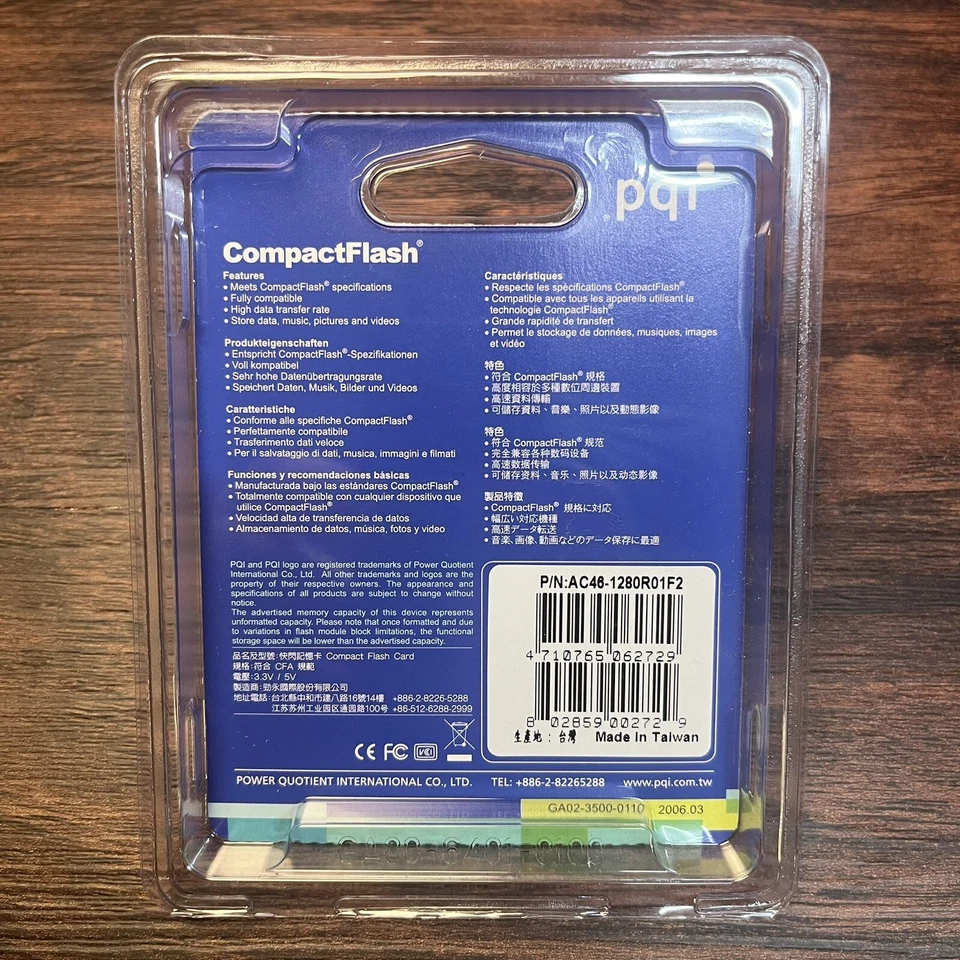 pqi
CompactFlash®
Features
• Meets CompactFlash® specifications
• Fully compatible
• High data transfer rate
• Store data, music, pictures and videos
Produkteigenschaften
• Entspricht CompactFlash®-Spezifikationen
• Voll kompatibel
• Sehr hohe Datenübertragungsrate
• Speichert Daten, Musik, Bilder und Videos
Caratteristiche
• Conforme alle specifiche CompactFlash®
• Perfettamente compatibile
• Trasferimento dati veloce
• Per il salvataggio di dati, musica, immagini e filmati
Funciones y recomendaciones básicas
• Manufacturada bajo las estándares CompactFlash®
• Totalmente compatible con cualquier dispositivo que
utilice CompactFlash®
• Velocidad alta de transferencia de datos
• Almacenamiento de datos, música, fotos y video
Caractéristiques
• Respecte les spécifications CompactFlash®
• Compatible avec tous les appareils utilisant la
technologie CompactFlash®
• Grande rapidité de transfert
• Permet le stockage de données, musiques, images
et vidéo
特色
• 符合 CompactFlash® 規格
• 高度相容於多種數位周邊裝置
• 高速資料傳輸
• 可儲存資料、音樂、照片以及動態影像
特色
• 符合 CompactFlash® 规范
• 完全兼容各种数码设备
• 高速数据传输
• 可储存资料、音乐、照片以及动态影像
製品特徴
• CompactFlash® 規格に対応
• 幅広い対応機種
• 高速データ転送
• 音楽、画像、動画などのデータ保存に最適
PQI and PQI logo are registered trademarks of Power Quotient
International Co., Ltd. All other trademarks and logos are the
property of their respective owners. The appearance and
specifications of all products are subject to change without
notice.
The advertised memory capacity of this device represents
unformatted capacity. Please note that once formatted and due
to variations in flash module block limitations, the functional
storage space will be lower than the advertised capacity.
品名及型號:快閃記憶卡 Compact Flash Card
規格:符合 CFA 規範
電壓:3.3V / 5V
製造商:勁永國際股份有限公司
地址電話:台北縣中和市建八路16號14樓 +886-2-8226-5288
江苏苏州工业园区通园路100号 +86-512-6288-2999
CE FC VCI
P/N:AC46-1280R01F2
4 710765 062729
8 02859 00272 9
生產地 : 台灣 Made in Taiwan
POWER QUOTIENT INTERNATIONAL CO., LTD. TEL: +886-2-82265288 www.pqi.com.tw
GA02-3500-0110 2006.03